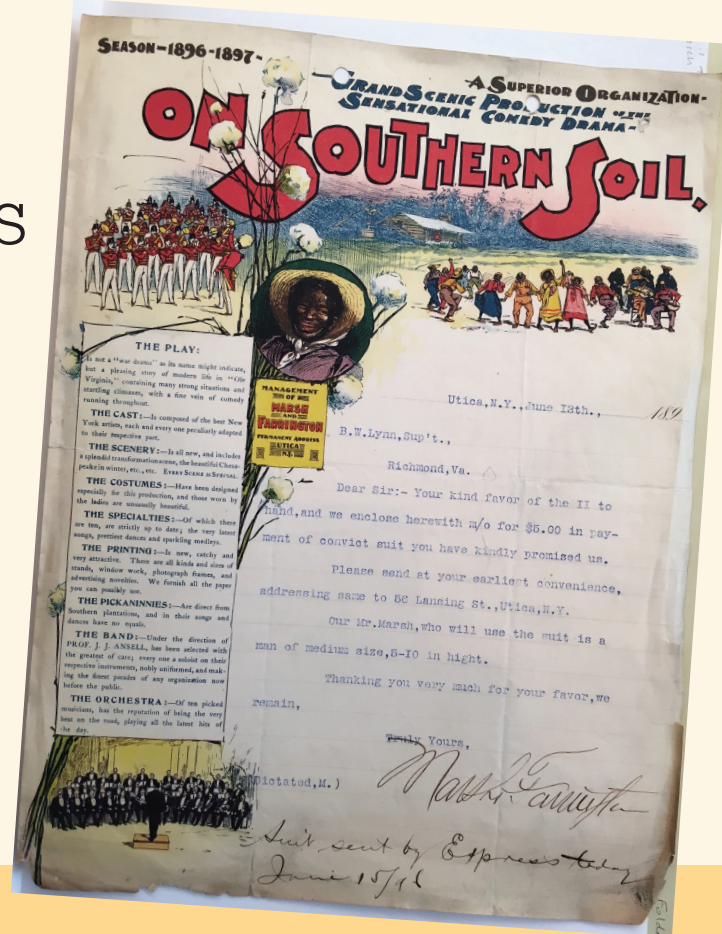 s
SEASON-1896-1897-
A SUPERIOR ORGANIZATION-
GRAND SCENIC PRODUCTION OF THE
SENSATIONAL COMEDY DRAMA-
ON SOUTHERN SOIL.
THE PLAY:
Is not a "war drama" as its name might indicate,
but a pleasing story of modern life in "Ole
Virginia," containing many strong situations and
startling climaxes, with a fine vein of comedy
running throughout.
THE CAST:—Is composed of the best New
York artists, each and every one peculiarly adapted
to their respective part.
THE SCENERY:—Is all new, and includes
a splendid transformation scene, the beautiful Chesa-
peake in winter, etc., etc. EVERY SCENE IS SPECIAL.
THE COSTUMES:—Have been designed
especially for this production, and those worn by
the ladies are unusually beautiful.
THE SPECIALTIES:—Of which there
are ten, are strictly up to date; the very latest
songs, prettiest dances and sparkling medleys.
THE PRINTING:—Is new, catchy and
very attractive. There are all kinds and sizes of
stands, window work, photograph frames, and
advertising novelties. We furnish all the paper
you can possibly use.
THE PICKANINNIES:—Are direct from
Southern plantations, and in their songs and
dances have no equals.
THE BAND:—Under the direction of
PROF. J. J. ANSELL, has been selected with
the greatest of care; every one a soloist on their
respective instruments, nobly uniformed, and mak-
ing the finest parades of any organization now
before the public.
THE ORCHESTRA:—Of ten picked
musicians, has the reputation of being the very
best on the road, playing all the latest hits of
the day.
MANAGEMENT
OF
MARSH
AND
FARRINGTON
PERMANENT ADDRESS
UTICA
N.Y.
Utica,N.Y.,June 13th., 189
B.W.Lynn,Sup't.,
Richmond,Va.
Dear Sir:- Your kind favor of the II to
hand,and we enclose herewith m/o for $5.00 in pay-
ment of convict suit you have kindly promised us.
Please send at your earliest convenience,
addressing same to 56 Lansing St.,Utica,N.Y.
Our Mr.Marsh,who will use the suit is a
man of medium size,5-10 in hight.
Thanking you very much for your favor,we
remain,
Truly Yours,
(Dictated,M.)
Suit sent by Express today
June 15/96